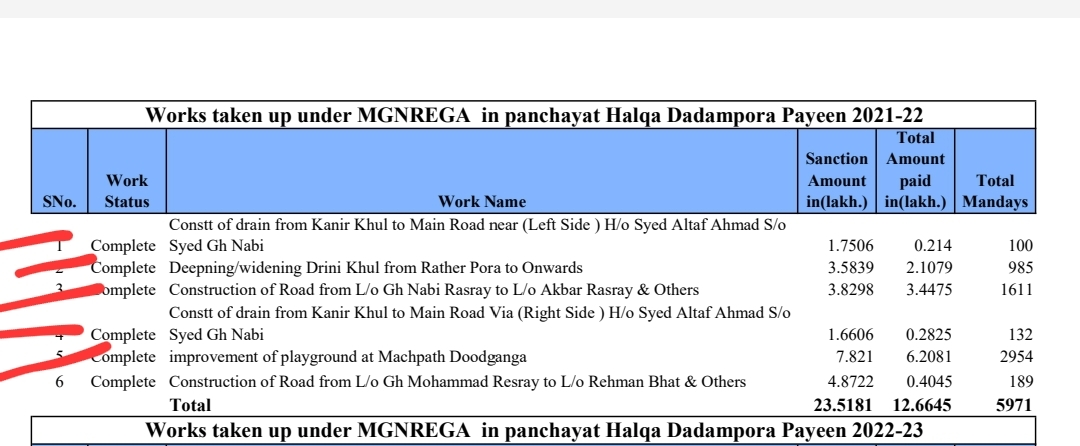 Works taken up under MGNREGA in panchayat Halqa Dadampora Payeen 2021-22
SNo. Work Status Work Name Sanction Amount in(lakh.) Total Amount paid in(lakh.) Total Mandays
Constt of drain from Kanir Khul to Main Road near (Left Side ) H/o Syed Altaf Ahmad S/o
1 Complete Syed Gh Nabi 1.7506 0.214 100
2 Complete Deepning/widening Drini Khul from Rather Pora to Onwards 3.5839 2.1079 985
3 Complete Construction of Road from L/o Gh Nabi Rasray to L/o Akbar Rasray & Others 3.8298 3.4475 1611
Constt of drain from Kanir Khul to Main Road Via (Right Side ) H/o Syed Altaf Ahmad S/o
4 Complete Syed Gh Nabi 1.6606 0.2825 132
5 Complete improvement of playground at Machpath Doodganga 7.821 6.2081 2954
6 Complete Construction of Road from L/o Gh Mohammad Resray to L/o Rehman Bhat & Others 4.8722 0.4045 189
Total 23.5181 12.6645 5971
Works taken up under MGNREGA in panchayat Halqa Dadampora Payeen 2022-23